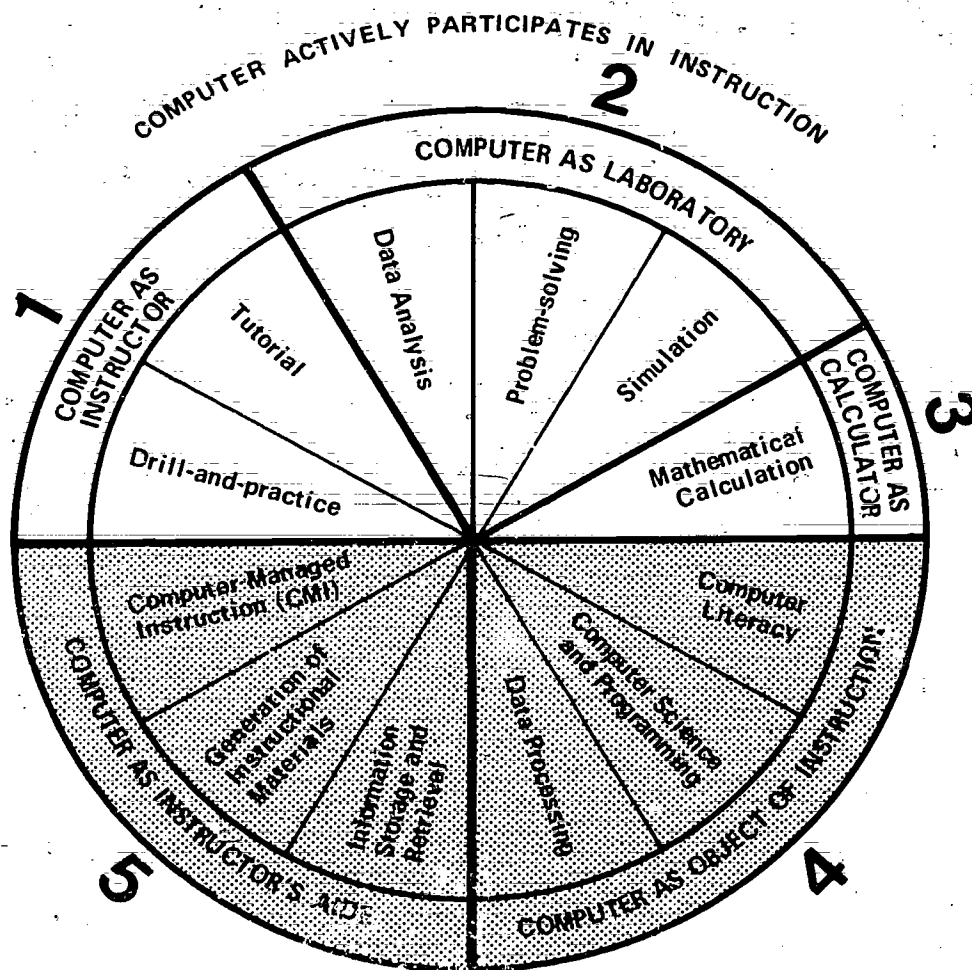 COMPUTER ACTIVELY PARTICIPATES IN INSTRUCTION
1
COMPUTER AS
INSTRUCTOR
Drill-and-practice
Tutorial
2
COMPUTER AS LABORATORY
Data Analysis
Problem-solving
Simulation
3
COMPUTER AS
CALCULATOR
Mathematical
Calculation
4
COMPUTER AS OBJECT OF INSTRUCTION
Computer
Literacy
Computer Science
and Programming
Data Processing
5
COMPUTER AS INSTRUCTOR'S AIDE
Information
Storage and
Retrieval
Generation of
Instructional
Materials
Computer-Managed
Instruction (CMI)